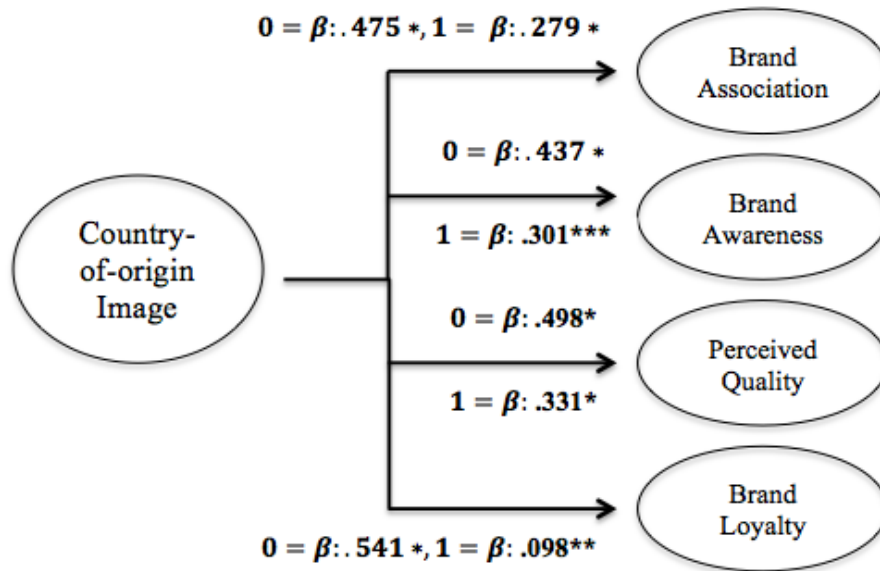 0 = β:.475 *, 1 = β:.279 *
Brand
Association
0 = β:.437 *
1 = β: .301***
Brand
Awareness
Country-
of-origin
Image
0 = β: .498*
1 = β: .331*
Perceived
Quality
0 = β:.541 *, 1 = β: .098**
Brand
Loyalty